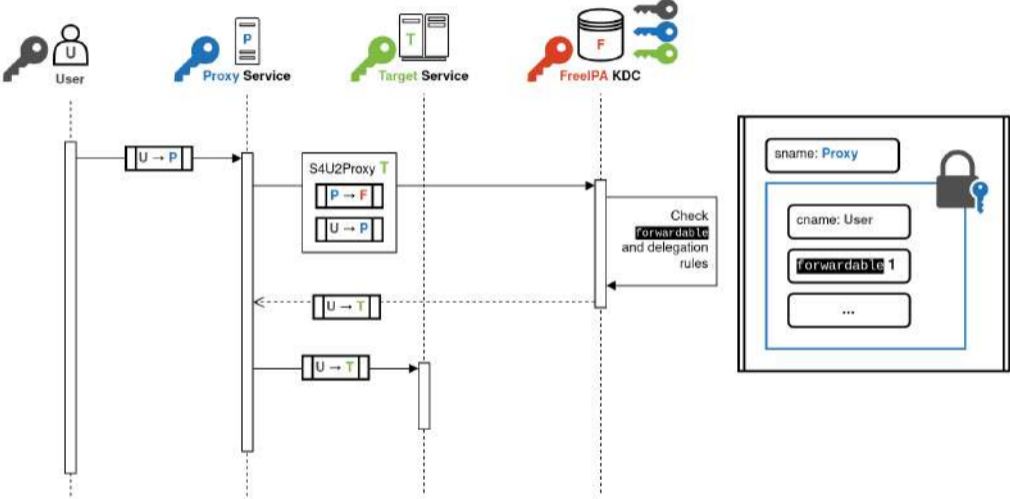 U
P
T
F
User
Proxy Service
Target Service
FreeIPA KDC
U → P
S4U2Proxy T
P → F
U → P
Check
forwardable
and delegation
rules
U → T
U → T
sname: Proxy
cname: User
forwardable 1
...